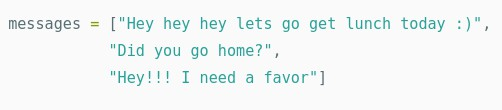 messages = ["Hey hey hey lets go get lunch today :)",
"Did you go home?",
"Hey!!! I need a favor"]